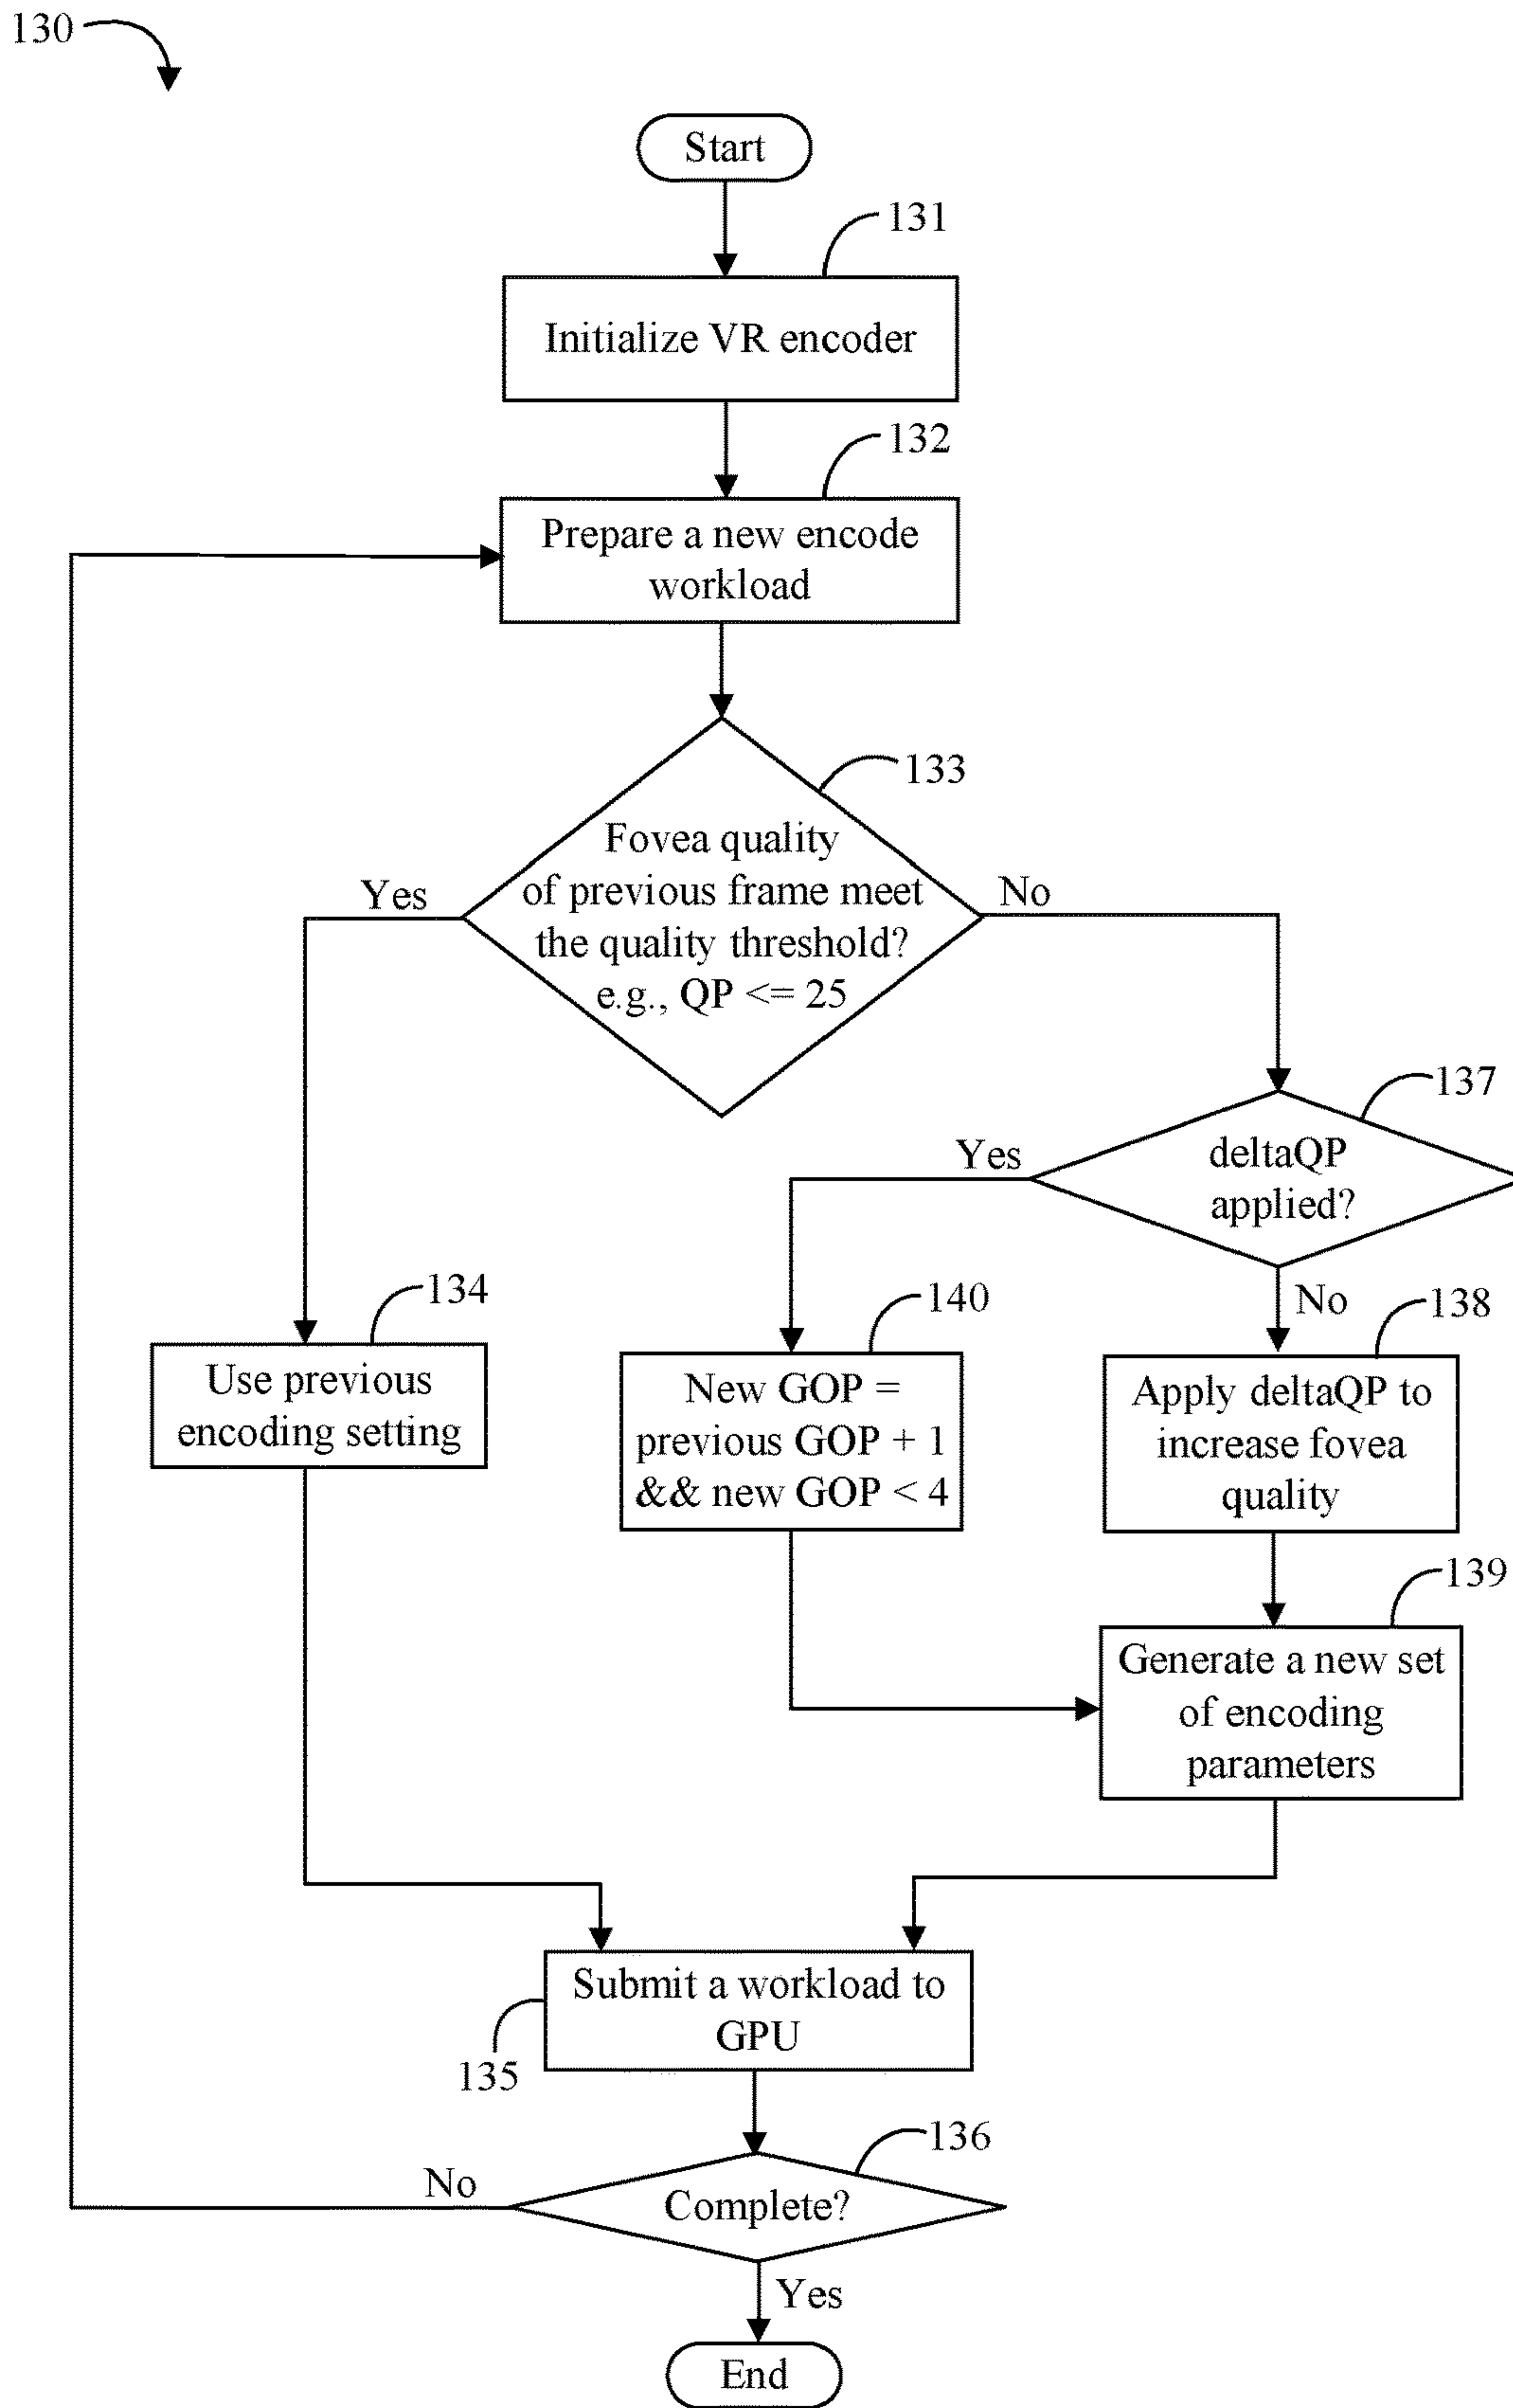 130
Start
131
Initialize VR encoder
132
Prepare a new encode
workload
133
Fovea quality
of previous frame meet
the quality threshold?
e.g., QP <= 25
Yes
No
137
deltaQP
applied?
Yes
No
134
Use previous
encoding setting
140
New GOP =
previous GOP + 1
&& new GOP < 4
138
Apply deltaQP to
increase fovea
quality
139
Generate a new set
of encoding
parameters
Submit a workload to
GPU
135
136
Complete?
No
Yes
End